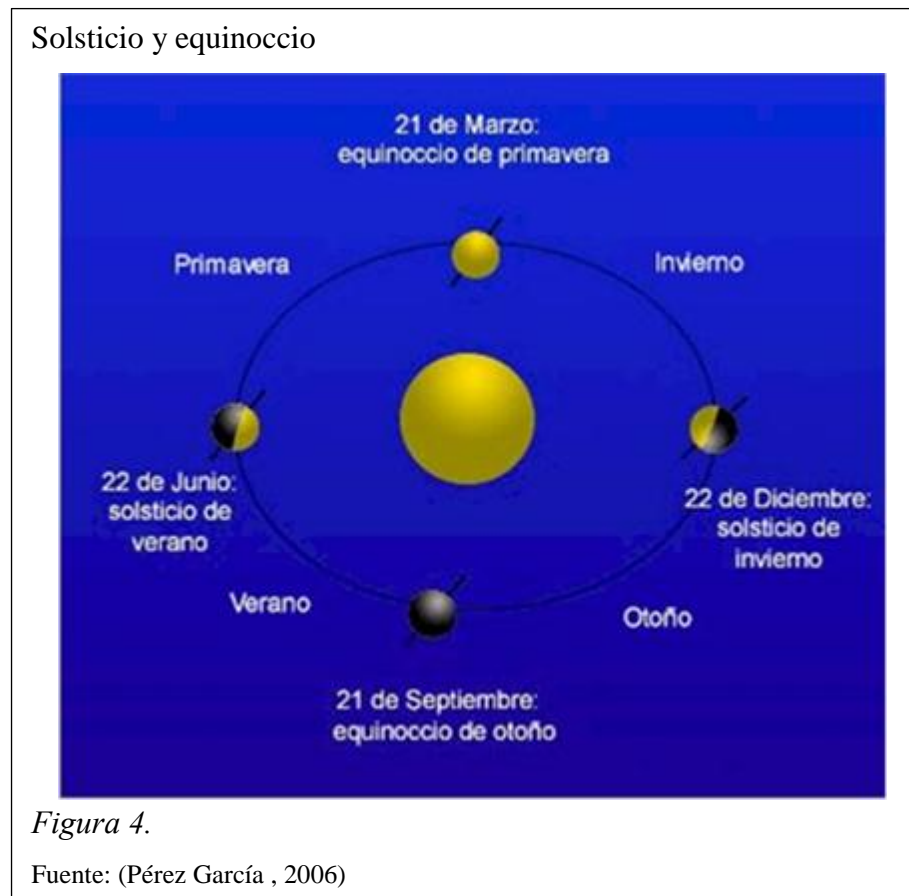 Solsticio y equinoccio
21 de Marzo:
equinoccio de primavera
Primavera
Invierno
22 de Junio:
solsticio de
verano
22 de Diciembre:
solsticio de
invierno
Verano
Otoño
21 de Septiembre:
equinoccio de otoño
Figura 4.
Fuente: (Pérez García , 2006)